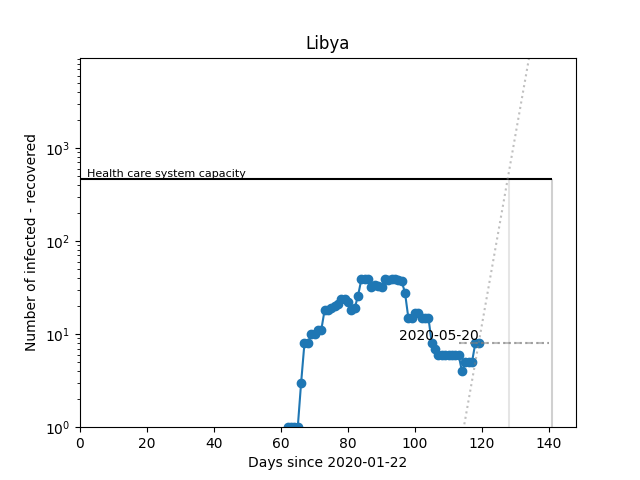 Libya
Number of infected - recovered
10³
10²
10¹
10⁰
Health care system capacity
2020-05-20
0 20 40 60 80 100 120 140
Days since 2020-01-22